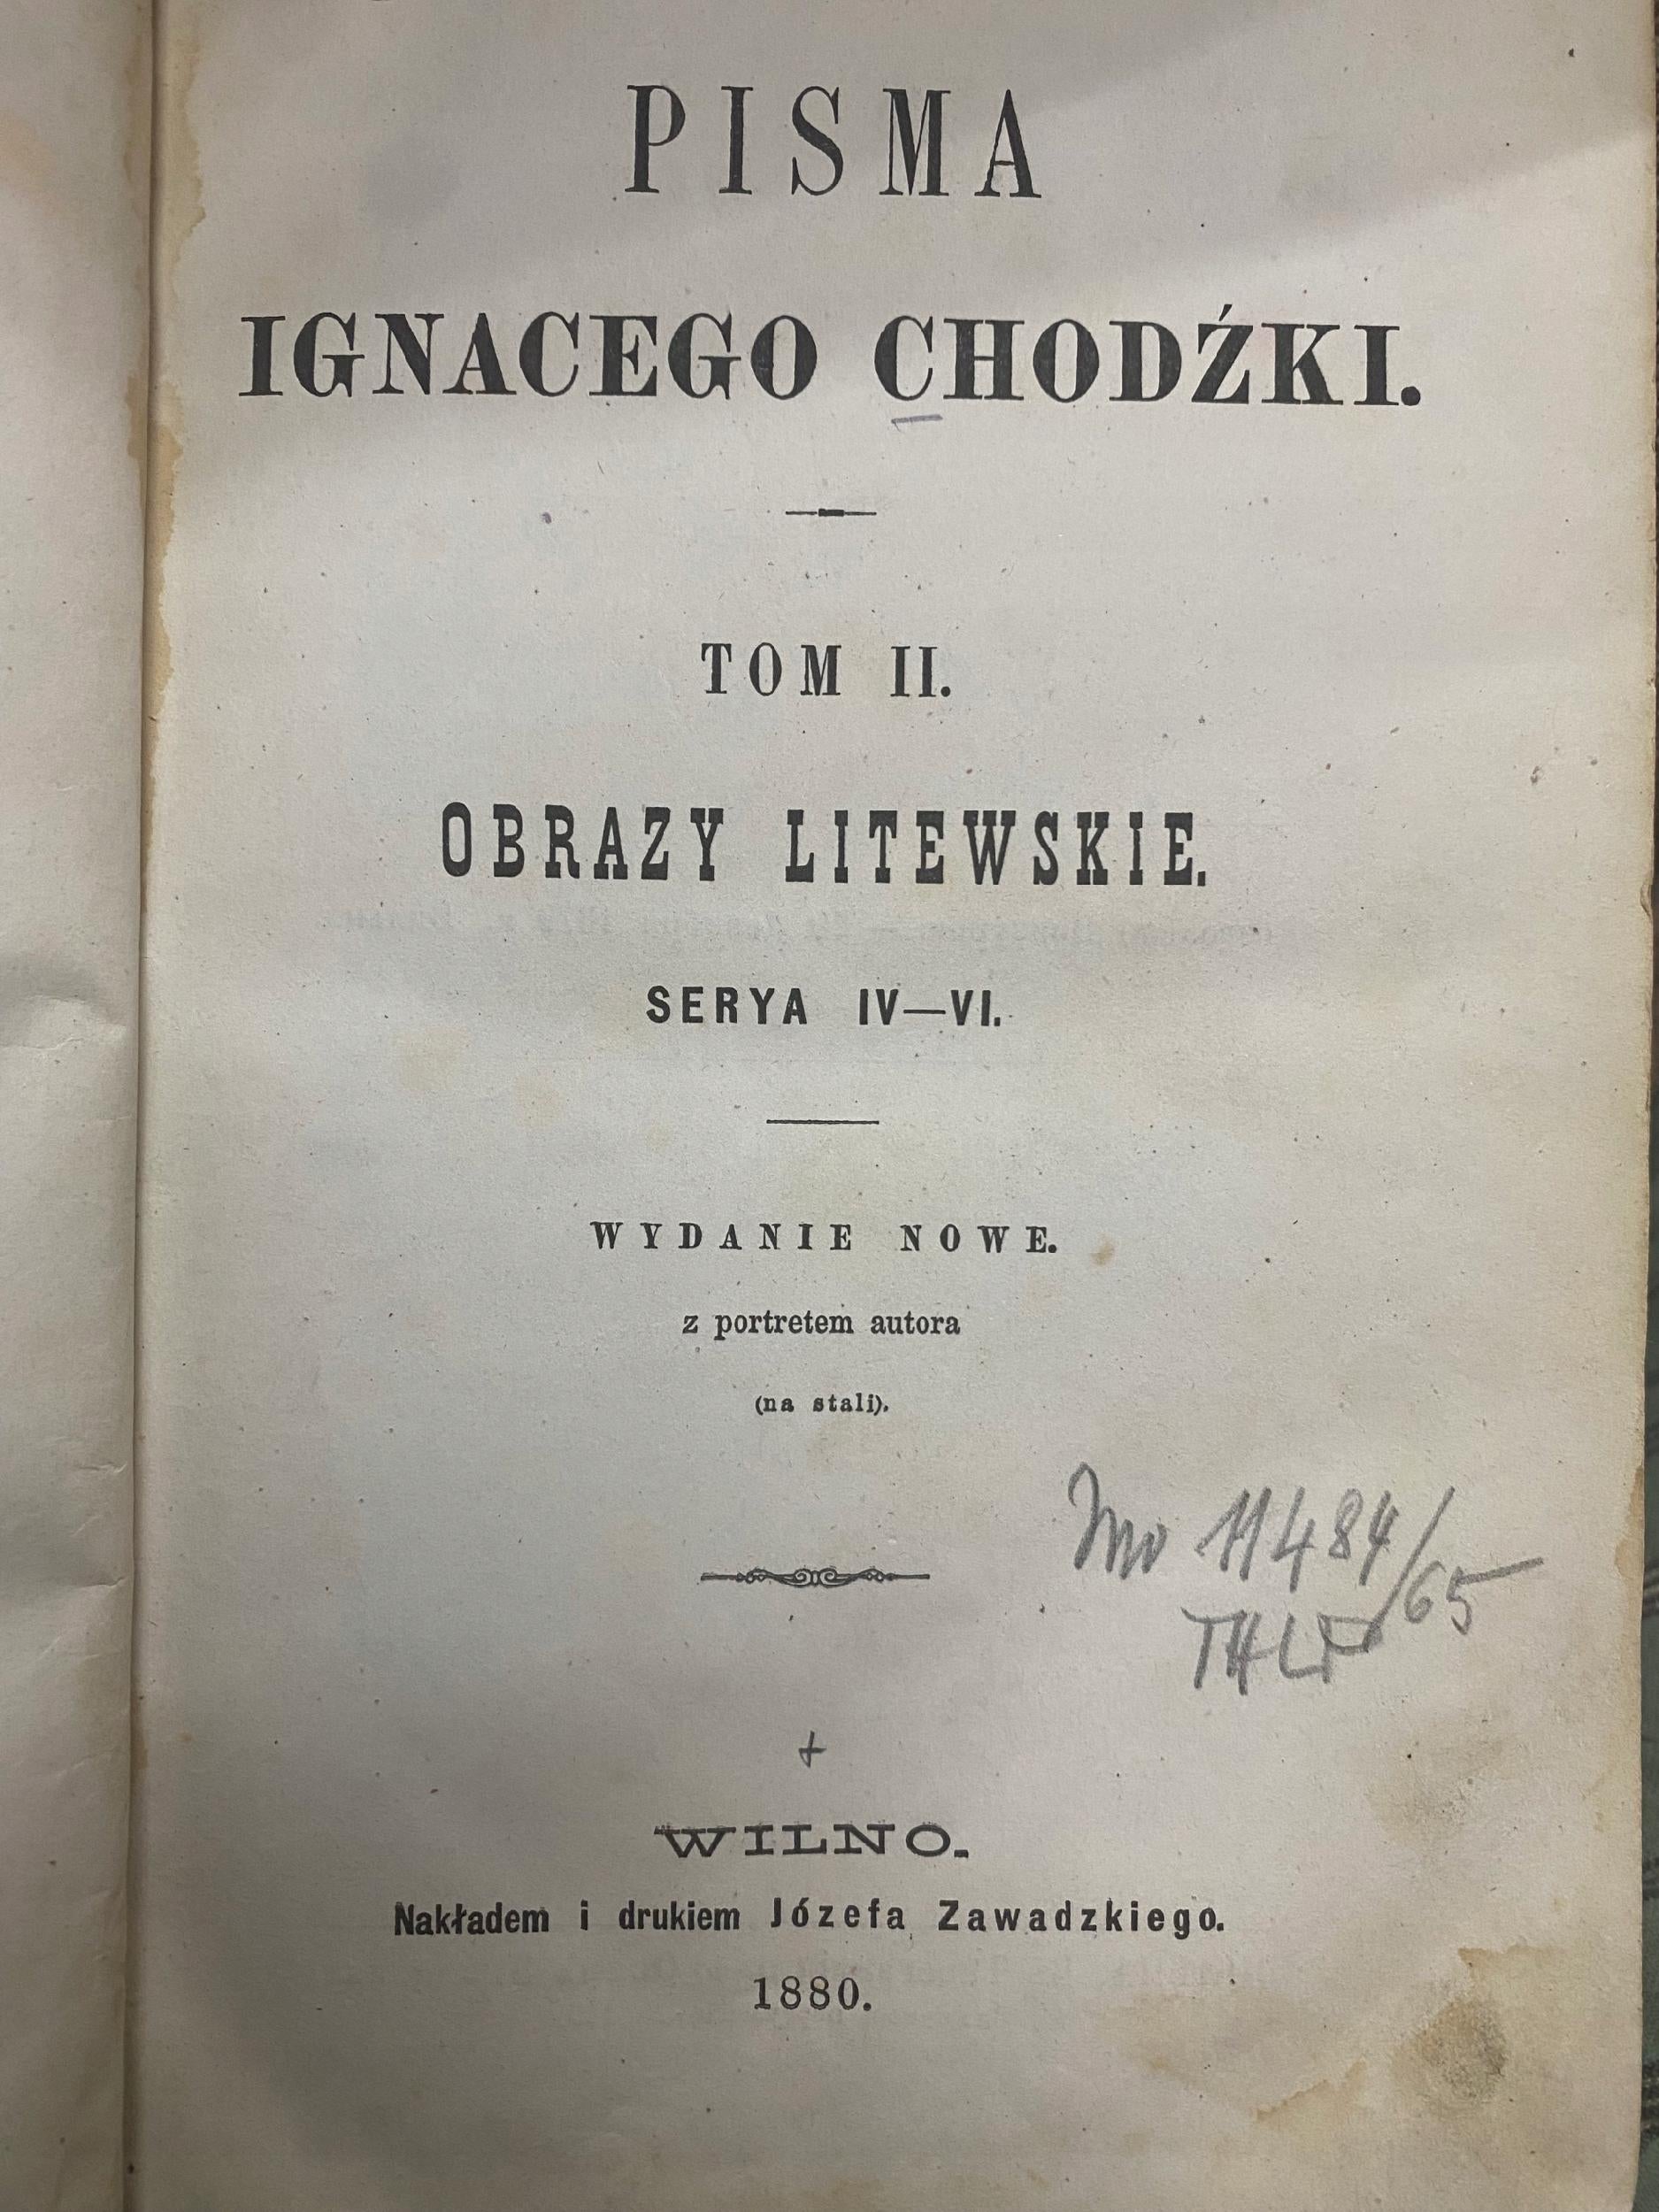 PISMA
IGNACEGO CHODŹKI.
TOM II.
OBRAZY LITEWSKIE.
SERYA IV—VI.
WYDANIE NOWE.
z portretem autora
(na stali).
11484/65
WILNO.
Nakładem i drukiem Józefa Zawadzkiego.
1880.